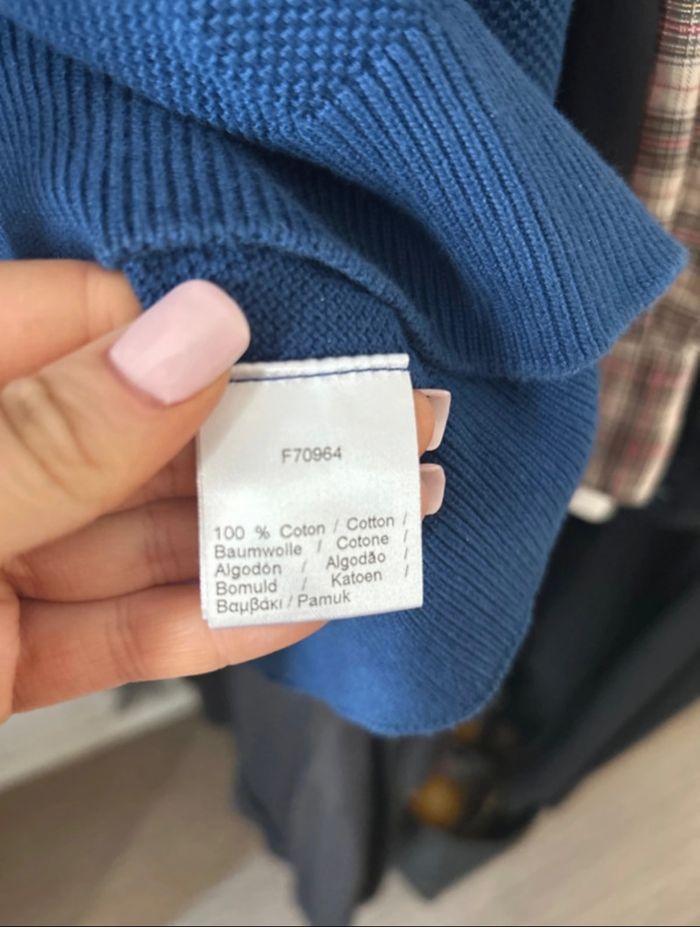 F70964
100 % Coton / Cotton /
Baumwolle / Cotone /
Algodón / Algodão /
Bomuld / Katoen /
Βαμβάκι / Pamuk